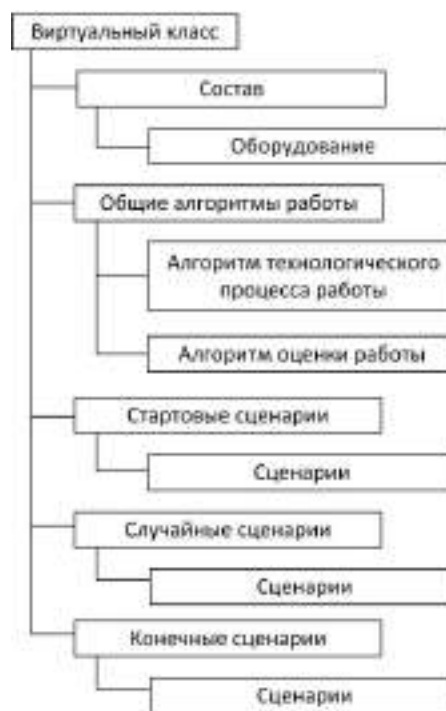 Виртуальный класс
Состав
Оборудование
Общие алгоритмы работы
Алгоритм технологического
процесса работы
Алгоритм оценки работы
Стартовые сценарии
Сценарии
Случайные сценарии
Сценарии
Конечные сценарии
Сценарии